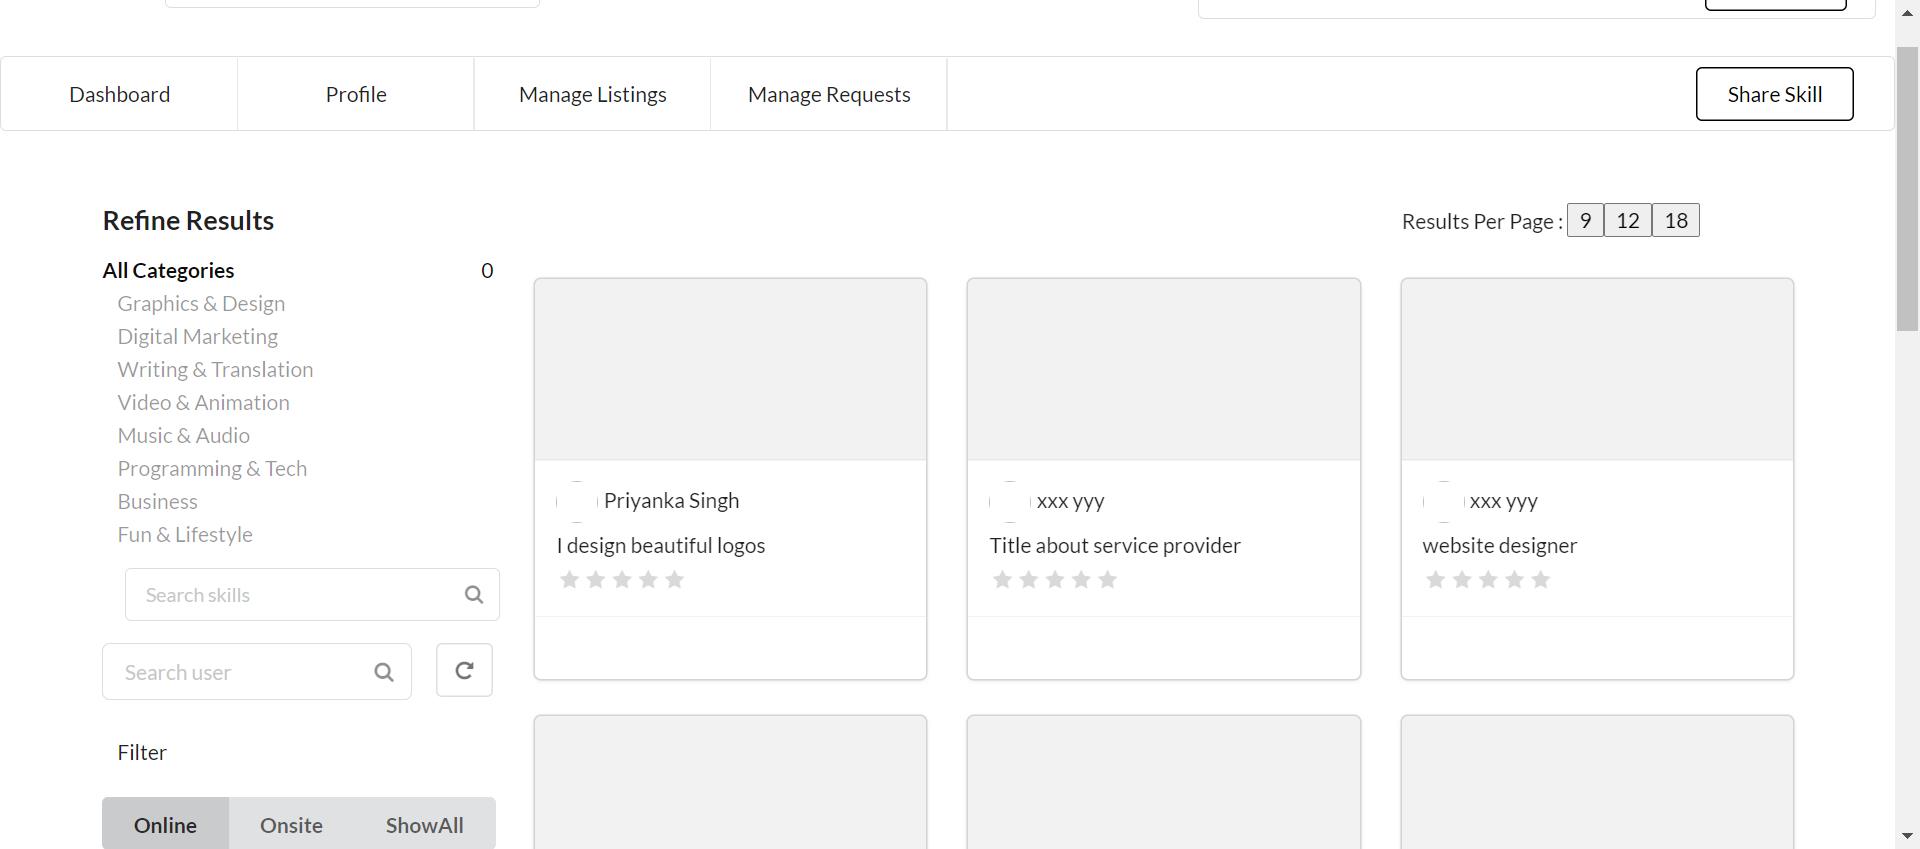 Dashboard
Profile
Manage Listings
Manage Requests
Share Skill
Refine Results
Results Per Page : 9 12 18
All Categories 0
Graphics & Design
Digital Marketing
Writing & Translation
Video & Animation
Music & Audio
Programming & Tech
Business
Fun & Lifestyle
Search skills
Search user
Filter
Online
Onsite
ShowAll
Priyanka Singh
I design beautiful logos
xxx yyy
Title about service provider
xxx yyy
website designer